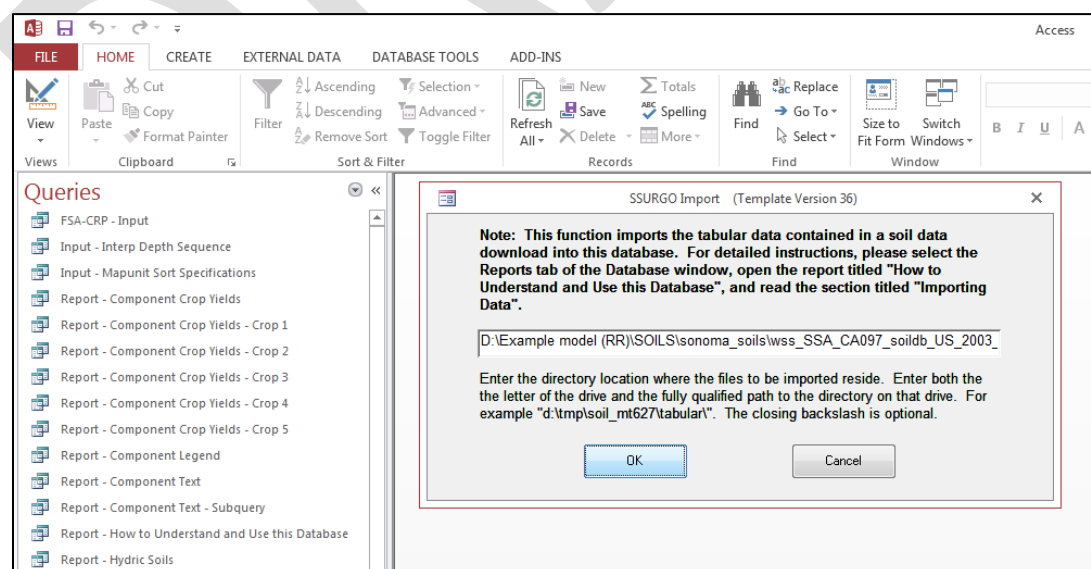 Access
FILE HOME CREATE EXTERNAL DATA DATABASE TOOLS ADD-INS
View
Views
Paste
Cut
Copy
Format Painter
Clipboard
Filter
Ascending
Descending
Remove Sort
Selection
Advanced
Toggle Filter
Sort & Filter
Refresh
All
New
Save
Delete
Totals
Spelling
More
Records
Find
Replace
Go To
Select
Find
Size to
Fit Form
Switch
Windows
Window
B I U A
Queries
FSA-CRP - Input
Input - Interp Depth Sequence
Input - Mapunit Sort Specifications
Report - Component Crop Yields
Report - Component Crop Yields - Crop 1
Report - Component Crop Yields - Crop 2
Report - Component Crop Yields - Crop 3
Report - Component Crop Yields - Crop 4
Report - Component Crop Yields - Crop 5
Report - Component Legend
Report - Component Text
Report - Component Text - Subquery
Report - How to Understand and Use this Database
Report - Hydric Soils
SSURGO Import (Template Version 36)
Note: This function imports the tabular data contained in a soil data
download into this database. For detailed instructions, please select the
Reports tab of the Database window, open the report titled "How to
Understand and Use this Database", and read the section titled "Importing
Data".
D:\Example model (RR)\SOILS\sonoma_soils\wss_SSA_CA097_soildb_US_2003_
Enter the directory location where the files to be imported reside. Enter both the
the letter of the drive and the fully qualified path to the directory on that drive. For
example "d:\tmp\soil_mt627\tabular\". The closing backslash is optional.
OK
Cancel